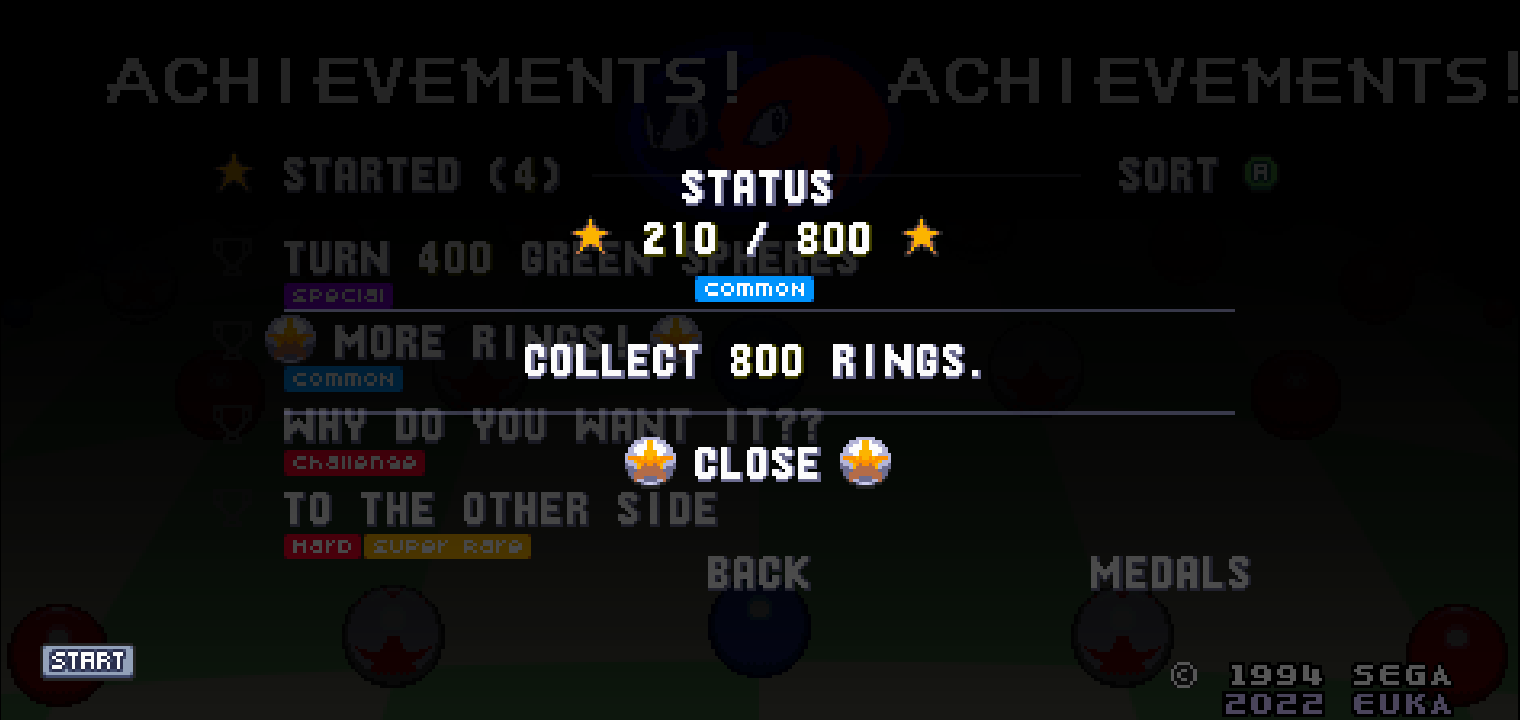 ACHIEVEMENTS! ACHIEVEMENTS!
STARTED (4) SORT A
STATUS
210 / 800
TURN 400 GREEN SPHERES
COMMON
SPECIAL
MORE RINGS!
COLLECT 800 RINGS.
COMMON
WHY DO YOU WANT IT??
CHALLENGE
CLOSE
TO THE OTHER SIDE
HARD SUPER RARE
BACK MEDALS
START
© 1994 SEGA
2022 EUKA